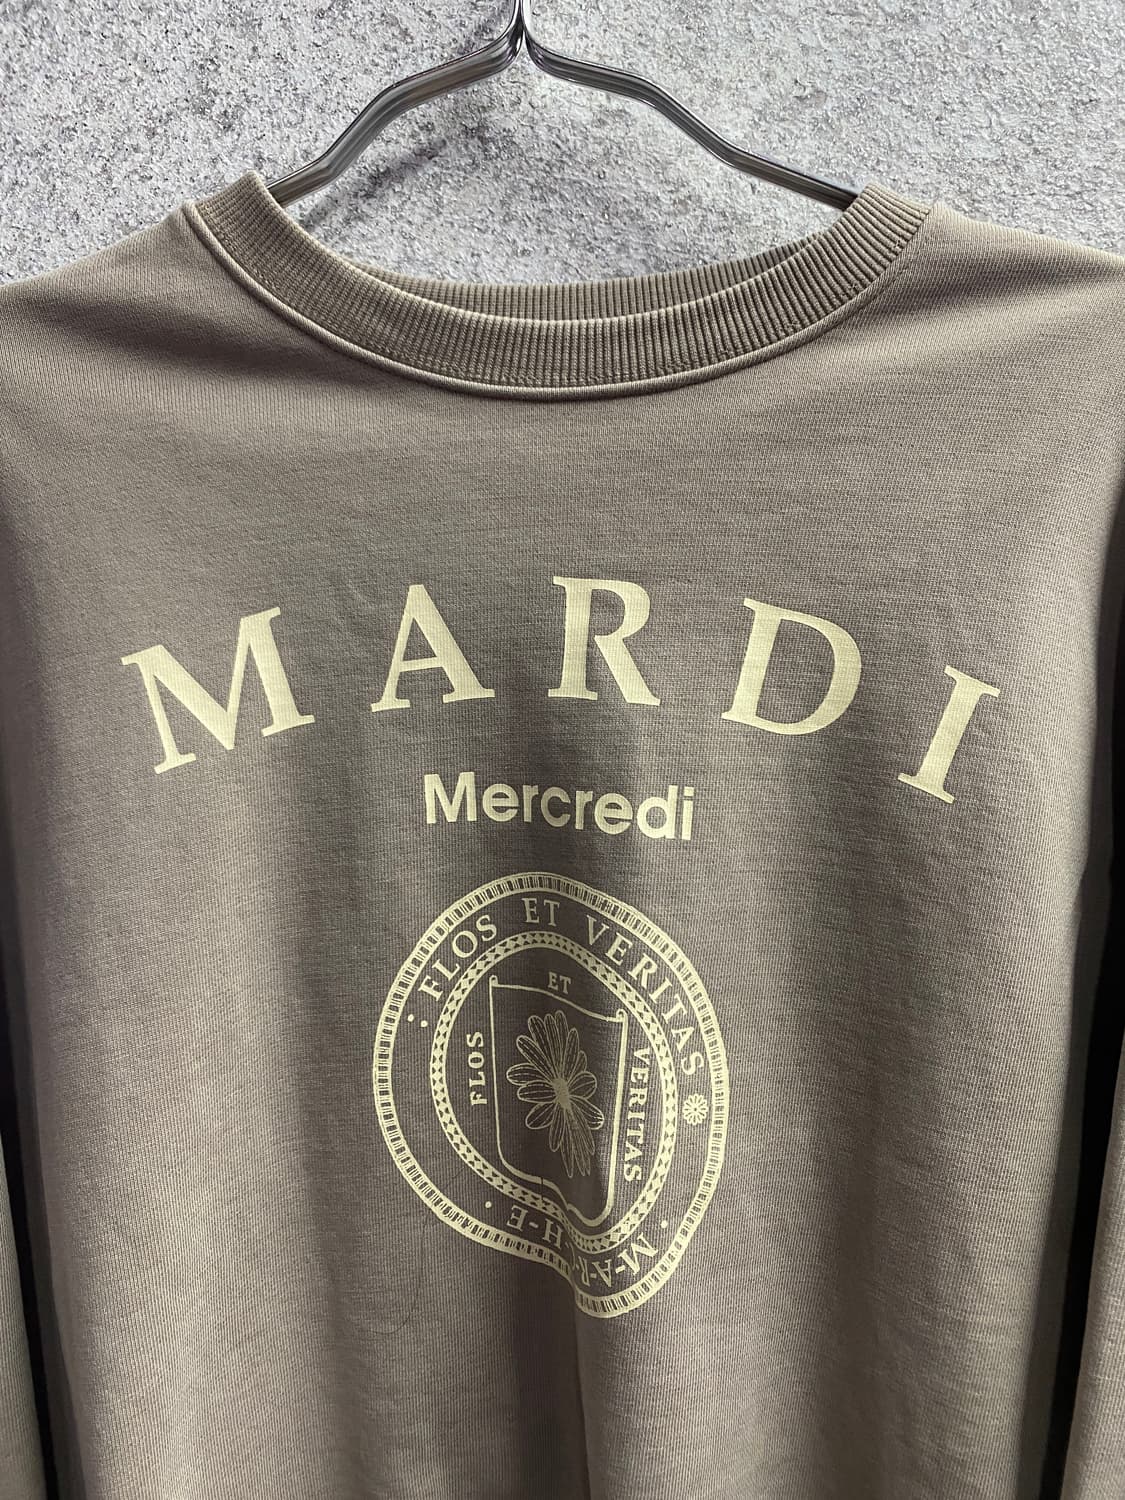 MARDI
Mercredi
FLOS ET VERITAS
ET
FLOS
VERITAS